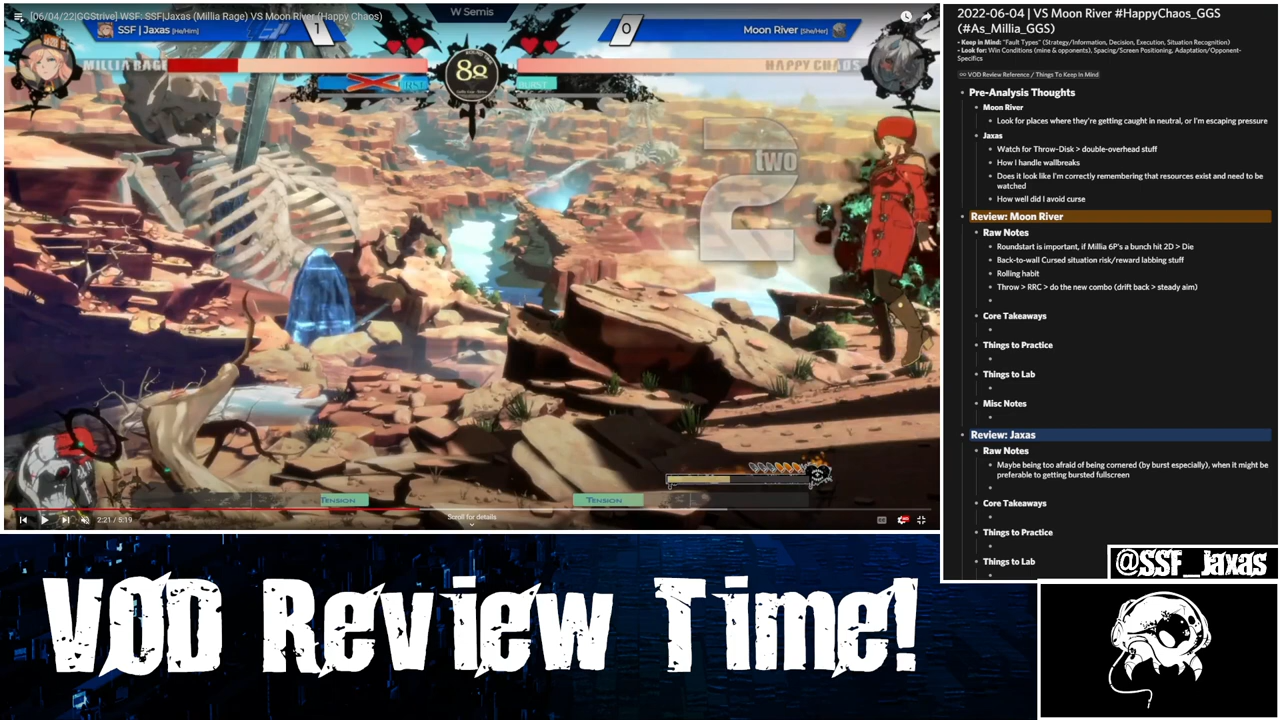 [06/04/22|GGStrive] WSF: SSF|Jaxas (Millia Rage) VS Moon River (Happy Chaos)
W Semis
SSF | Jaxas [He/Him]
1
0
Moon River [She/Her]
MILLIA RAGE
80
HAPPY CHAOS
BURST
two
2
TENSION
TENSION
2:21 / 5:19
Scroll for details
2022-06-04 | VS Moon River #HappyChaos_GGS
(#As_Millia_GGS)
- Keep in Mind: "Fault Types" (Strategy/Information, Decision, Execution, Situation Recognition)
- Look for: Win Conditions (mine & opponents), Spacing/Screen Positioning, Adaptation/Opponent-
Specifics
VOD Review Reference / Things To Keep In Mind
Pre-Analysis Thoughts
Moon River
Look for places where they're getting caught in neutral, or I'm escaping pressure
Jaxas
Watch for Throw-Disk > double-overhead stuff
How I handle wallbreaks
Does it look like I'm correctly remembering that resources exist and need to be
watched
How well did I avoid curse
Review: Moon River
Raw Notes
Roundstart is important, if Millia 6P's a bunch hit 2D > Die
Back-to-wall Cursed situation risk/reward labbing stuff
Rolling habit
Throw > RRC > do the new combo (drift back > steady aim)
Core Takeaways
Things to Practice
Things to Lab
Misc Notes
Review: Jaxas
Raw Notes
Maybe being too afraid of being cornered (by burst especially), when it might be
preferable to getting bursted fullscreen
Core Takeaways
Things to Practice
Things to Lab
@SSF_Jaxas
VOD Review Time!